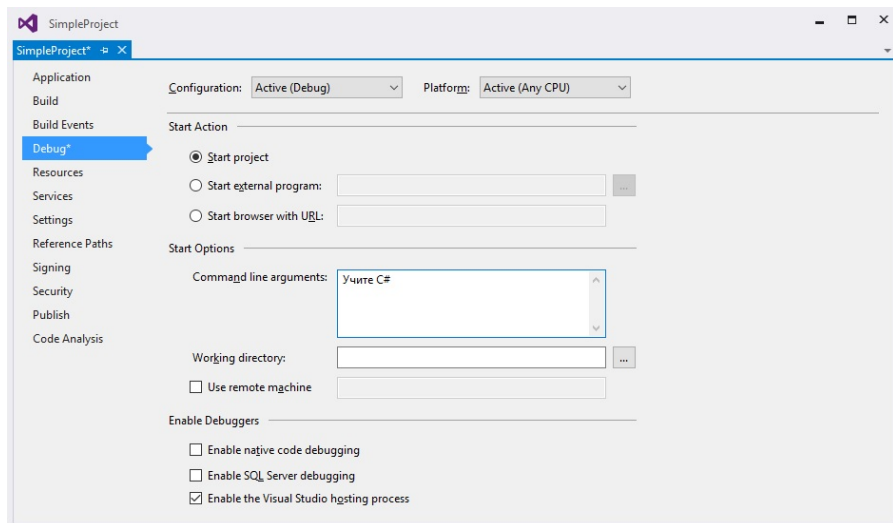 SimpleProject
SimpleProject*
Application
Build
Build Events
Debug*
Resources
Services
Settings
Reference Paths
Signing
Security
Publish
Code Analysis
Configuration: Active (Debug) Platform: Active (Any CPU)
Start Action
Start project
Start external program: ...
Start browser with URL:
Start Options
Command line arguments: Учите C#
Working directory: ...
Use remote machine
Enable Debuggers
Enable native code debugging
Enable SQL Server debugging
Enable the Visual Studio hosting process